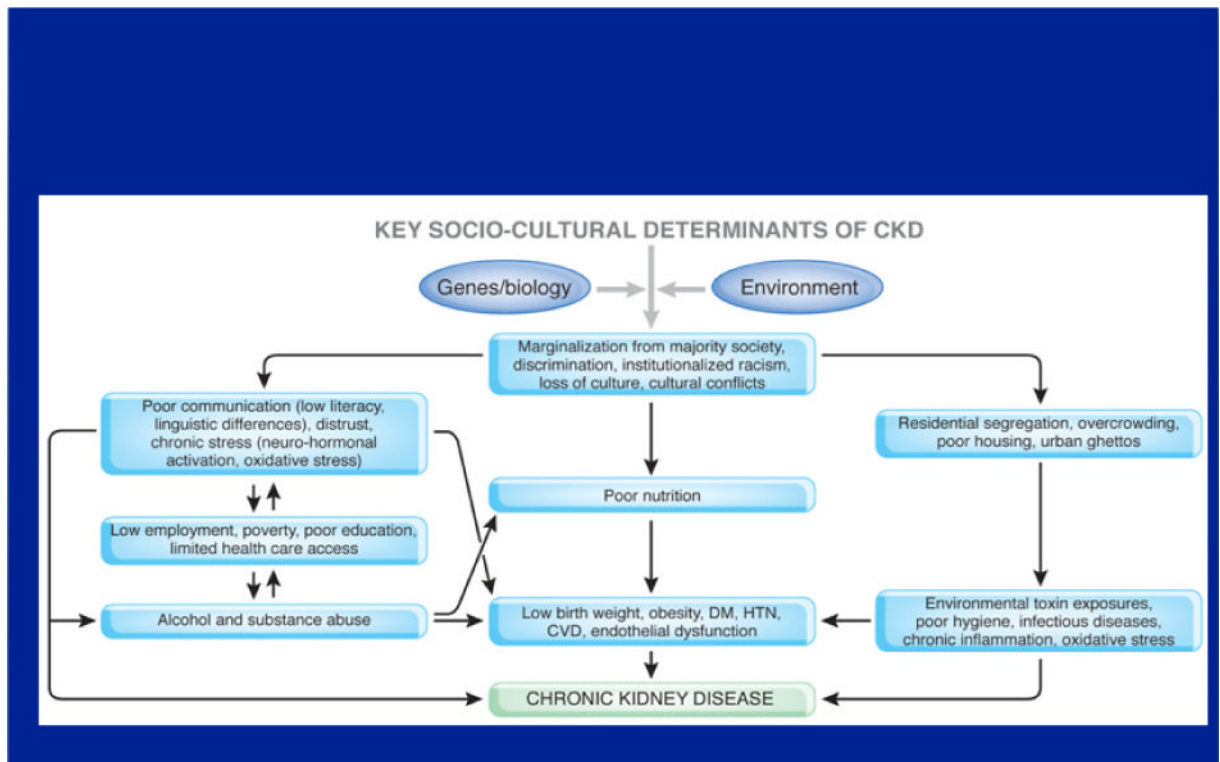 KEY SOCIO-CULTURAL DETERMINANTS OF CKD
Genes/biology
Environment
Marginalization from majority society,
discrimination, institutionalized racism,
loss of culture, cultural conflicts
Poor communication (low literacy,
linguistic differences), distrust,
chronic stress (neuro-hormonal
activation, oxidative stress)
Residential segregation, overcrowding,
poor housing, urban ghettos
Poor nutrition
Low employment, poverty, poor education,
limited health care access
Alcohol and substance abuse
Low birth weight, obesity, DM, HTN,
CVD, endothelial dysfunction
Environmental toxin exposures,
poor hygiene, infectious diseases,
chronic inflammation, oxidative stress
CHRONIC KIDNEY DISEASE